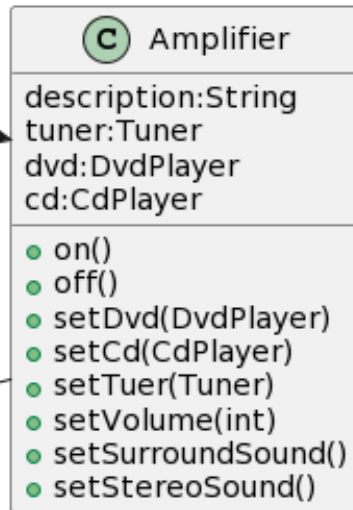 C Amplifier
description:String
tuner:Tuner
dvd:DvdPlayer
cd:CdPlayer
on()
off()
setDvd(DvdPlayer)
setCd(CdPlayer)
setTuer(Tuner)
setVolume(int)
setSurroundSound()
setStereoSound()